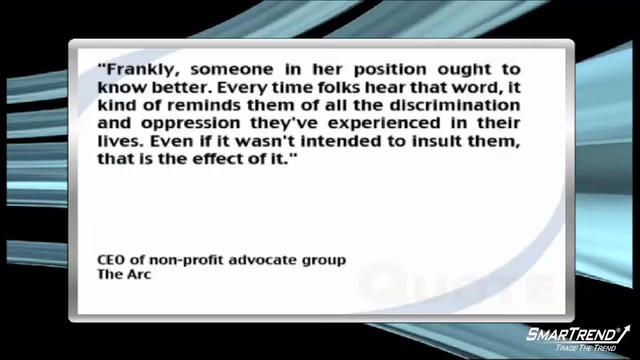 "Frankly, someone in her position ought to
know better. Every time folks hear that word, it
kind of reminds them of all the discrimination
and oppression they've experienced in their
lives. Even if it wasn't intended to insult them,
that is the effect of it."
CEO of non-profit advocate group
The Arc
QUOTE
SMARTREND
TRADE THE TREND